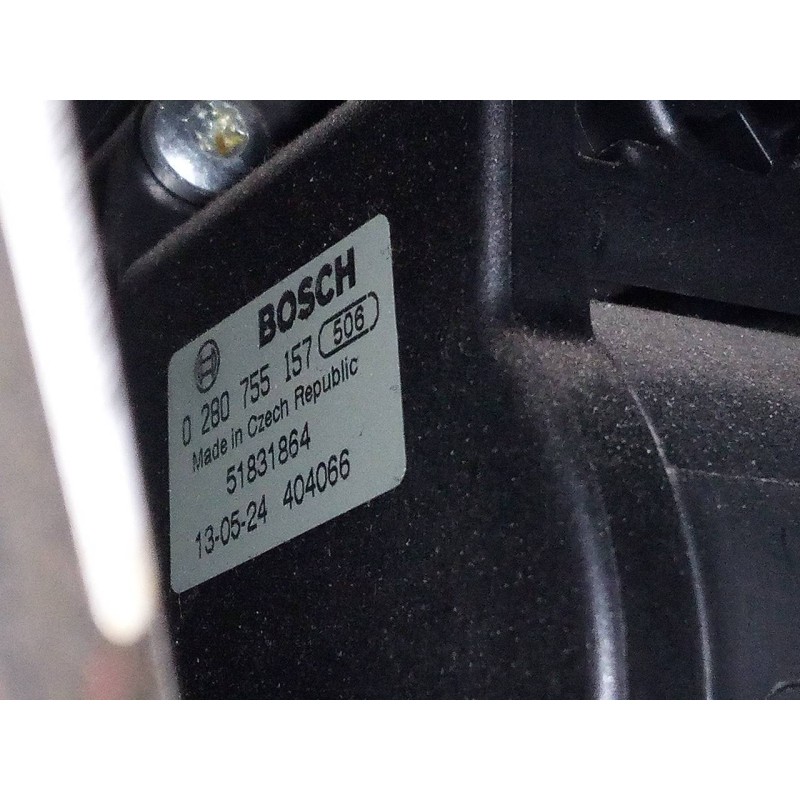 BOSCH
0 280 755 157 506
Made in Czech Republic
51831864
13-05-24 404066